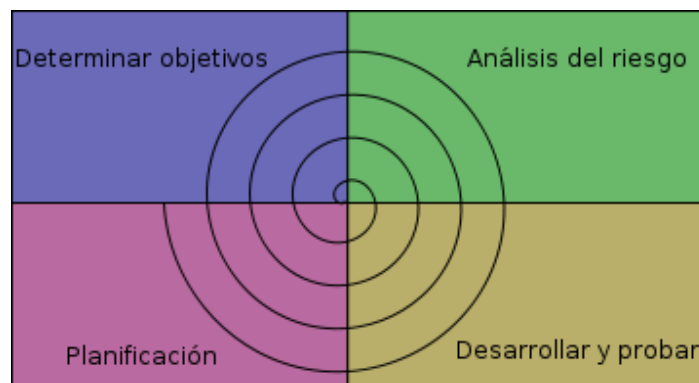 Determinar objetivos
Análisis del riesgo
Planificación
Desarrollar y probar